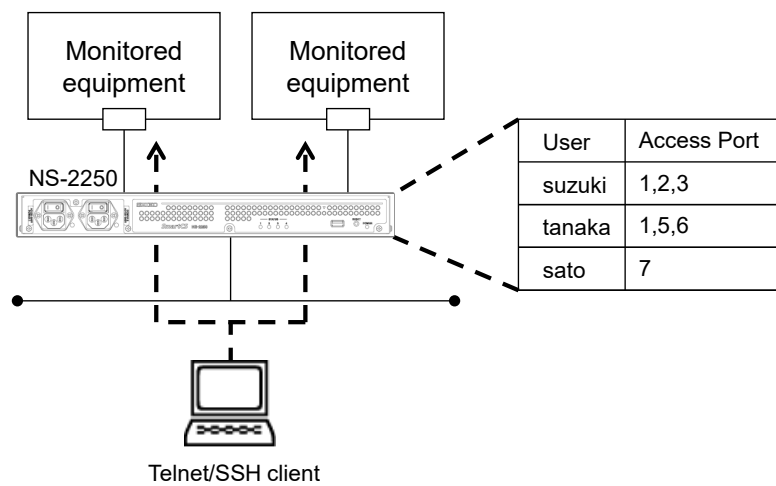 Monitored
equipment
Monitored
equipment
NS-2250
User Access Port
suzuki 1,2,3
tanaka 1,5,6
sato 7
Telnet/SSH client